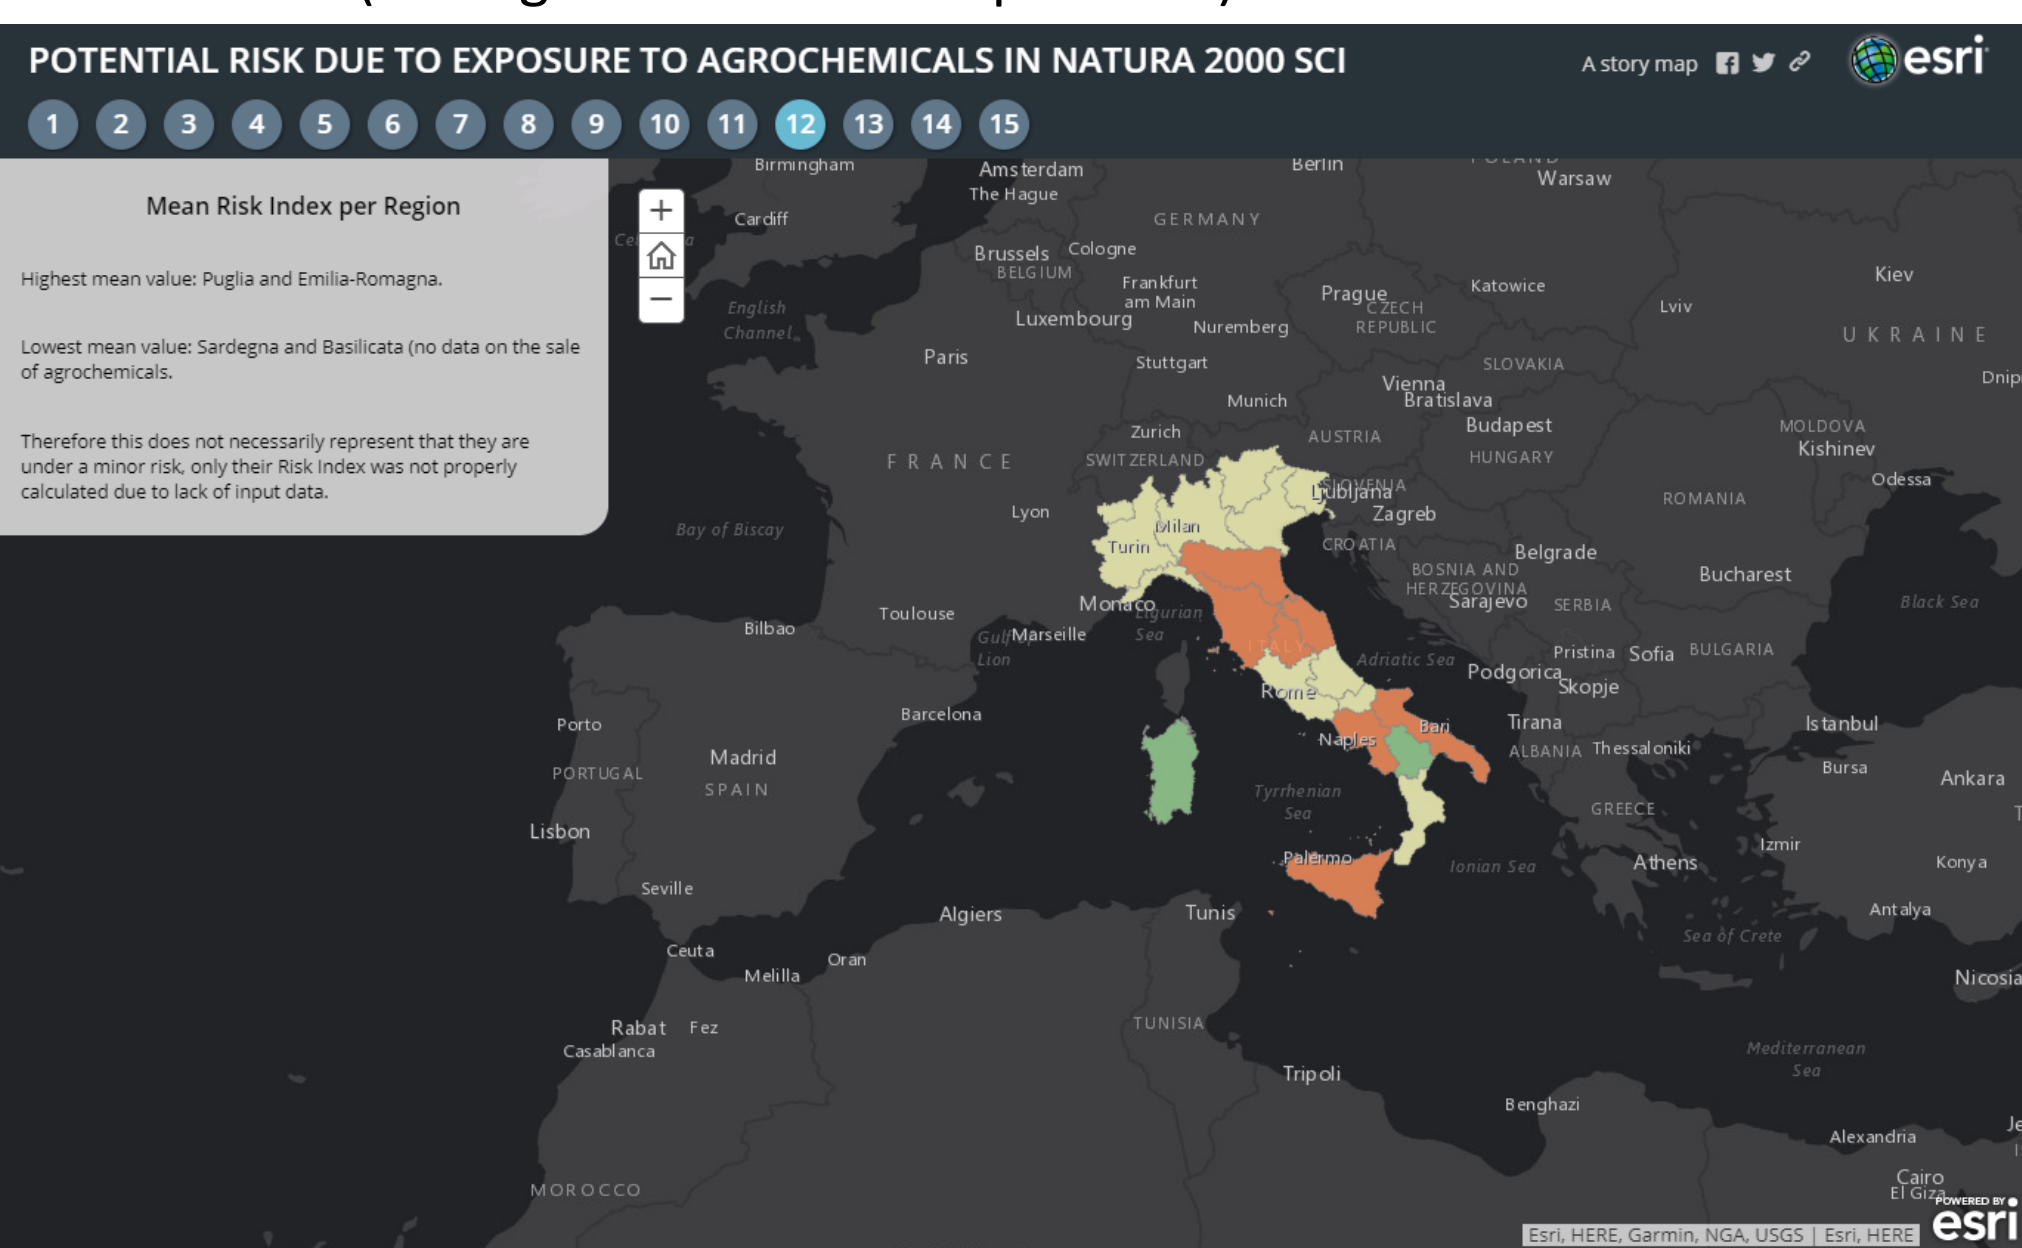 POTENTIAL RISK DUE TO EXPOSURE TO AGROCHEMICALS IN NATURA 2000 SCI
A story map
esri
1 2 3 4 5 6 7 8 9 10 11 12 13 14 15
Mean Risk Index per Region
Highest mean value: Puglia and Emilia-Romagna.
Lowest mean value: Sardegna and Basilicata (no data on the sale
of agrochemicals.
Therefore this does not necessarily represent that they are
under a minor risk, only their Risk Index was not properly
calculated due to lack of input data.
+
−
Birmingham
Amsterdam
Berlin
POLAND
Warsaw
The Hague
Cardiff
GERMANY
Brussels
Cologne
BELGIUM
Kiev
Frankfurt
am Main
Prague
Katowice
CZECH
REPUBLIC
Lviv
English
Channel
Luxembourg
Nuremberg
UKRAINE
Paris
Stuttgart
SLOVAKIA
Vienna
Dnip
Munich
Bratislava
Zurich
AUSTRIA
Budapest
MOLDOVA
Kishinev
FRANCE
SWITZERLAND
HUNGARY
Odessa
SLOVENIA
Ljubljana
ROMANIA
Lyon
Zagreb
Bay of Biscay
Milan
Turin
CROATIA
Belgrade
BOSNIA AND
HERZEGOVINA
Bucharest
Monaco
Ligurian
Sea
Sarajevo
SERBIA
Black Sea
Toulouse
Bilbao
Gulf of
Lion
Marseille
ITALY
Adriatic Sea
Pristina
Sofia
BULGARIA
Podgorica
Skopje
Rome
Barcelona
Porto
Bari
Tirana
Istanbul
Naples
Madrid
ALBANIA
Thessaloniki
PORTUGAL
SPAIN
Bursa
Ankara
Tyrrhenian
Sea
GREECE
Lisbon
Izmir
Palermo
Ionian Sea
Athens
Konya
Seville
Algiers
Tunis
Antalya
Sea of Crete
Ceuta
Oran
Melilla
Nicosia
Rabat
Fez
TUNISIA
Casablanca
Mediterranean
Sea
Tripoli
Benghazi
Je
Alexandria
Cairo
El Giza
MOROCCO
POWERED BY
esri
Esri, HERE, Garmin, NGA, USGS | Esri, HERE